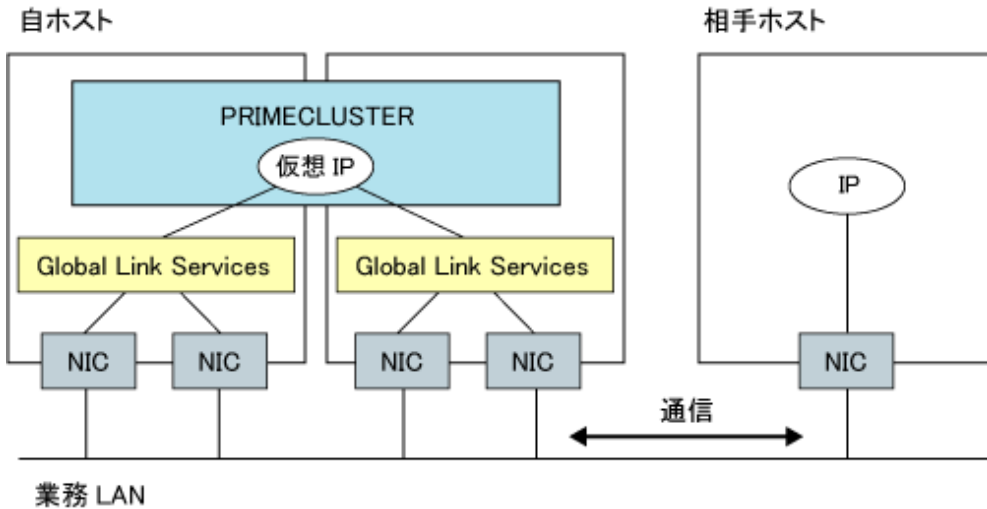 自ホスト
相手ホスト
PRIMECLUSTER
仮想 IP
IP
Global Link Services
Global Link Services
NIC
NIC
NIC
NIC
NIC
通信
業務 LAN